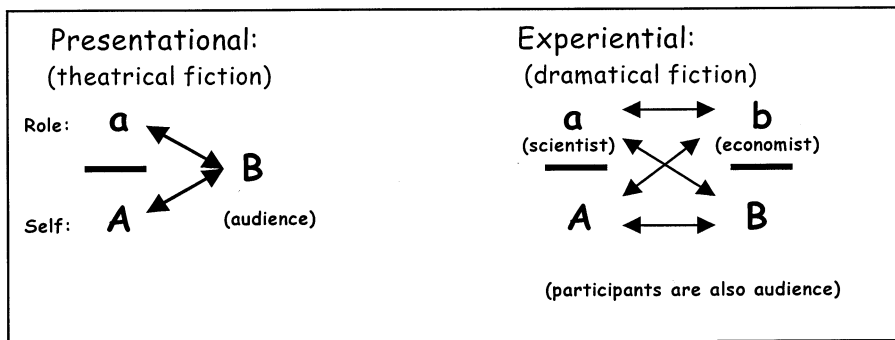 Presentational:
(theatrical fiction)
Role: a
B
Self: A
(audience)
Experiential:
(dramatical fiction)
a b
(scientist) (economist)
A B
(participants are also audience)